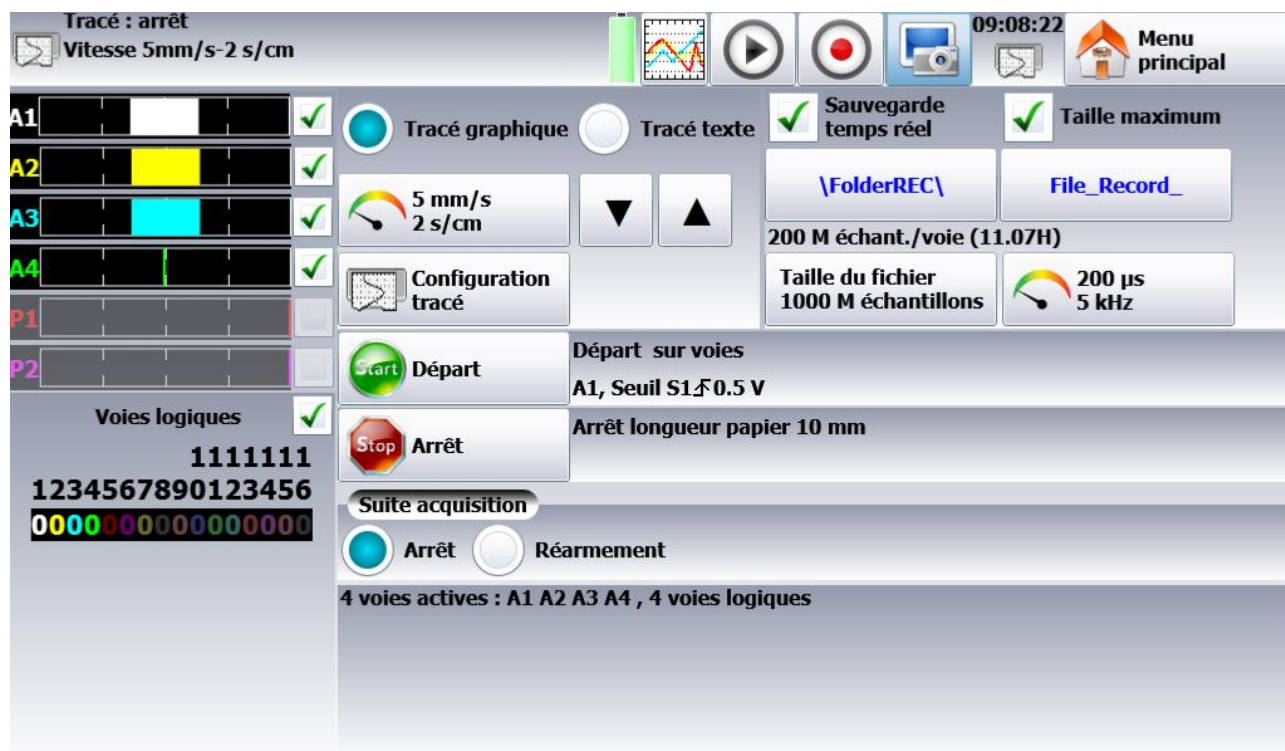 Tracé : arrêt
Vitesse 5mm/s-2 s/cm
09:08:22
Menu
principal
A1
A2
A3
A4
P1
P2
Voies logiques
1111111
1234567890123456
0000000000000000
Tracé graphique
Tracé texte
5 mm/s
2 s/cm
▼
▲
Configuration
tracé
Sauvegarde
temps réel
Taille maximum
\FolderREC\
File_Record_
200 M échant./voie (11.07H)
Taille du fichier
1000 M échantillons
200 µs
5 kHz
Start
Départ
Départ sur voies
A1, Seuil S1 0.5 V
Stop
Arrêt
Arrêt longueur papier 10 mm
Suite acquisition
Arrêt
Réarmement
4 voies actives : A1 A2 A3 A4 , 4 voies logiques